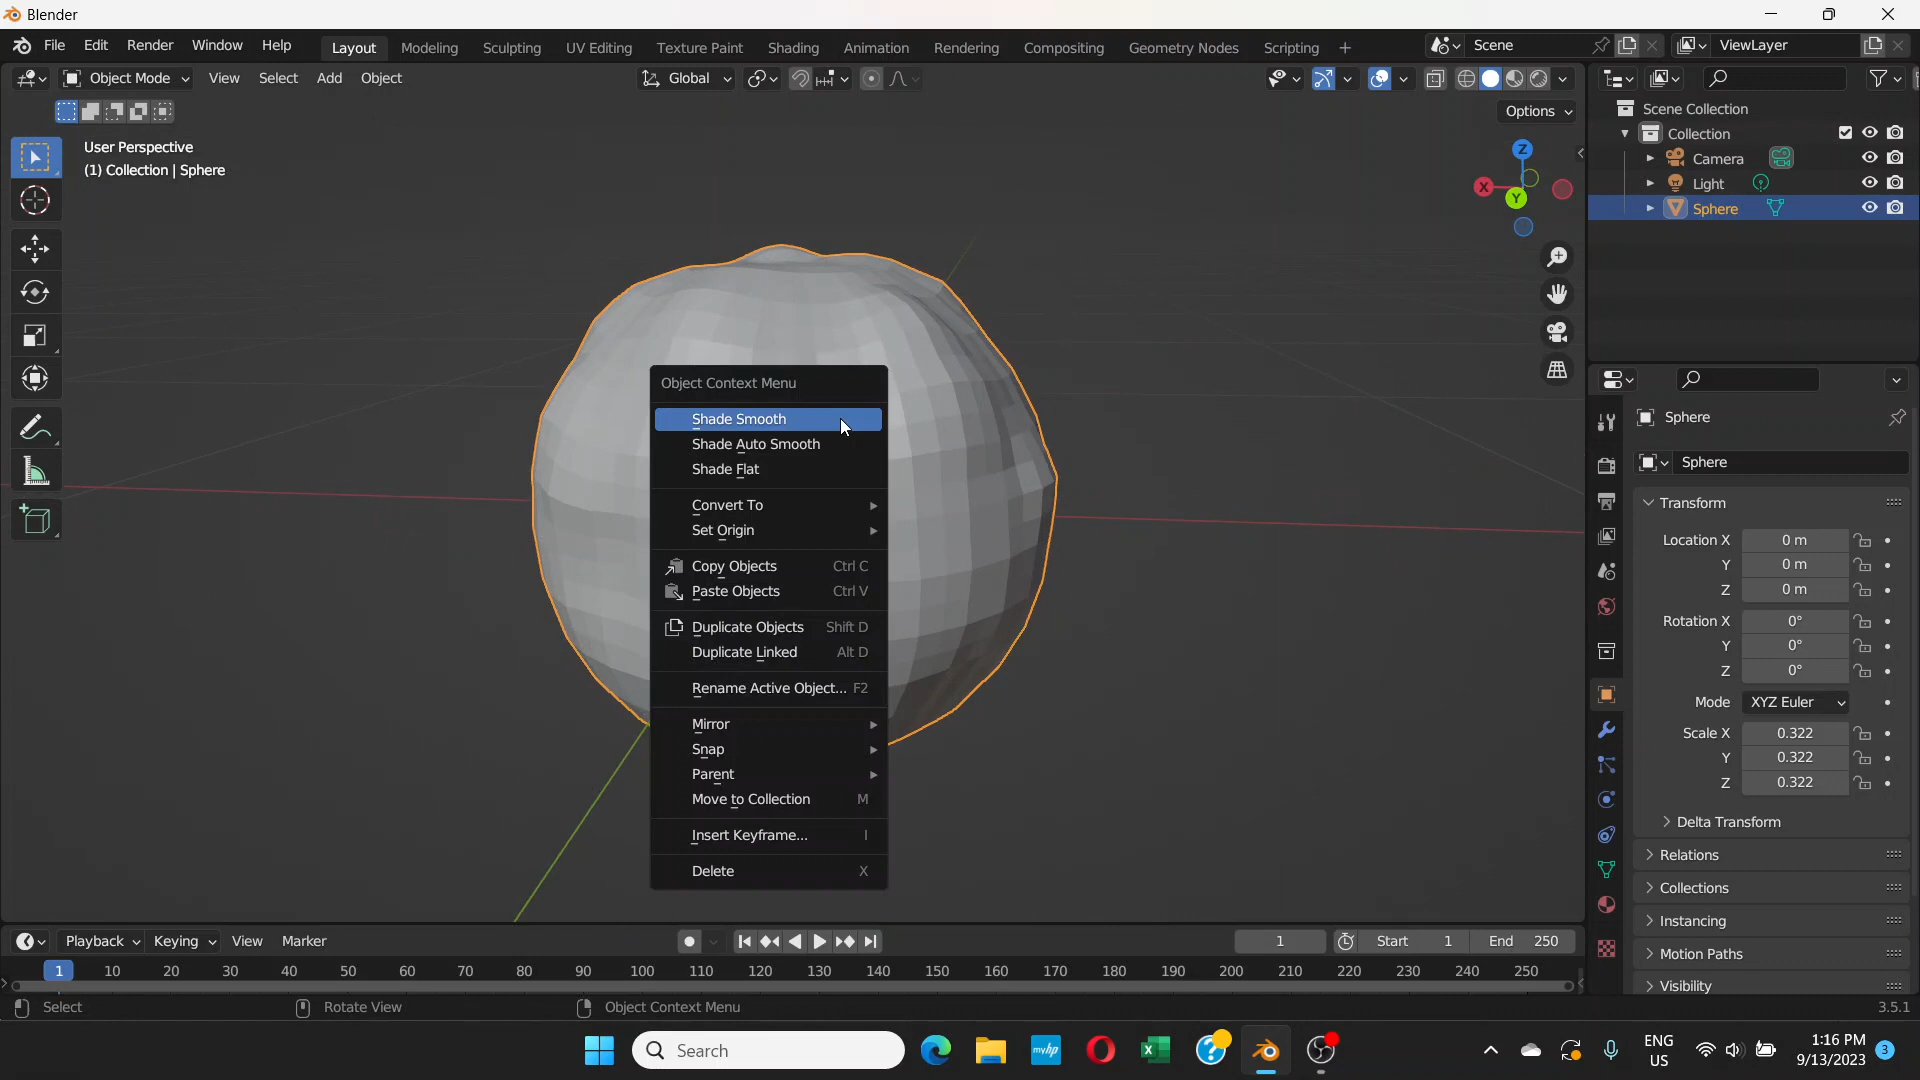 Blender
File Edit Render Window Help Layout Modeling Sculpting UV Editing Texture Paint Shading Animation Rendering Compositing Geometry Nodes Scripting + Scene ViewLayer
Object Mode View Select Add Object Global
Options
User Perspective
(1) Collection | Sphere
Z
X
Y
Scene Collection
Collection
Camera
Light
Sphere
Object Context Menu
Shade Smooth
Shade Auto Smooth
Shade Flat
Convert To
Set Origin
Copy Objects Ctrl C
Paste Objects Ctrl V
Duplicate Objects Shift D
Duplicate Linked Alt D
Rename Active Object... F2
Mirror
Snap
Parent
Move to Collection M
Insert Keyframe... I
Delete X
Sphere
Sphere
Transform
Location X 0 m
Y 0 m
Z 0 m
Rotation X 0°
Y 0°
Z 0°
Mode XYZ Euler
Scale X 0.322
Y 0.322
Z 0.322
Delta Transform
Relations
Collections
Instancing
Motion Paths
Visibility
Playback Keying View Marker 1 Start 1 End 250
1 10 20 30 40 50 60 70 80 90 100 110 120 130 140 150 160 170 180 190 200 210 220 230 240 250
Select Rotate View Object Context Menu 3.5.1
Search myhp ENG
US
1:16 PM
9/13/2023 3